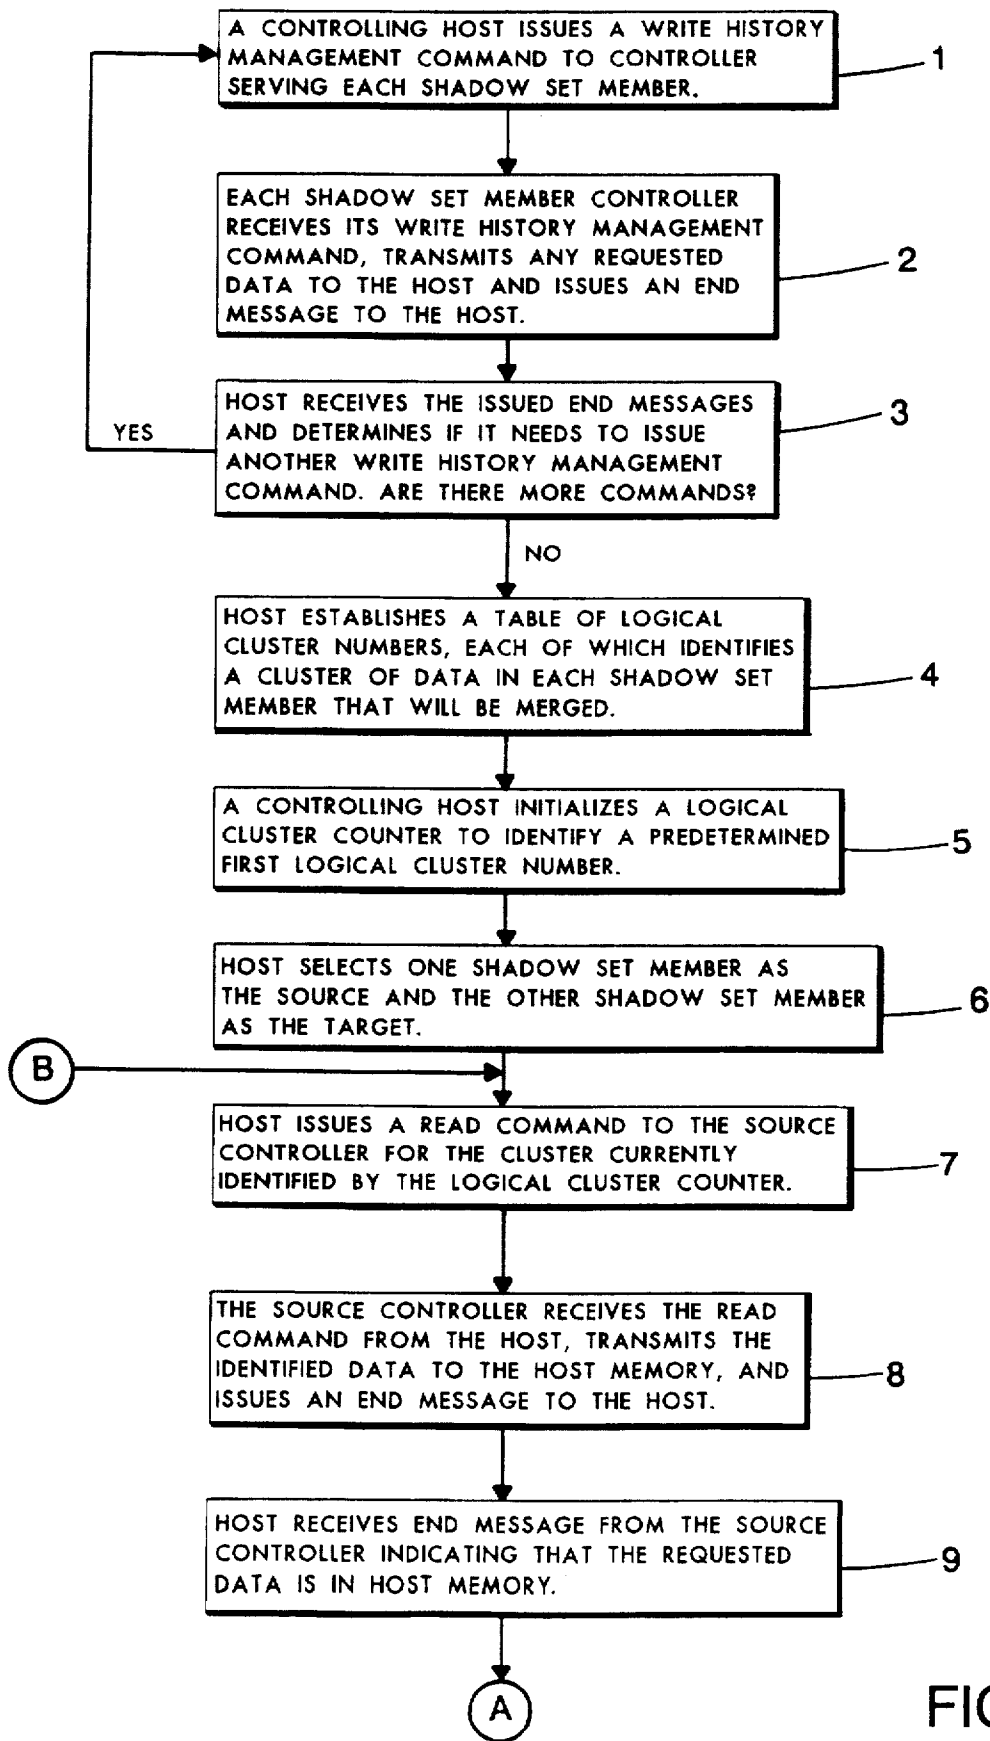 A CONTROLLING HOST ISSUES A WRITE HISTORY
MANAGEMENT COMMAND TO CONTROLLER
SERVING EACH SHADOW SET MEMBER.
1
EACH SHADOW SET MEMBER CONTROLLER
RECEIVES ITS WRITE HISTORY MANAGEMENT
COMMAND, TRANSMITS ANY REQUESTED
DATA TO THE HOST AND ISSUES AN END
MESSAGE TO THE HOST.
2
HOST RECEIVES THE ISSUED END MESSAGES
AND DETERMINES IF IT NEEDS TO ISSUE
ANOTHER WRITE HISTORY MANAGEMENT
COMMAND. ARE THERE MORE COMMANDS?
3
YES
NO
HOST ESTABLISHES A TABLE OF LOGICAL
CLUSTER NUMBERS, EACH OF WHICH IDENTIFIES
A CLUSTER OF DATA IN EACH SHADOW SET
MEMBER THAT WILL BE MERGED.
4
A CONTROLLING HOST INITIALIZES A LOGICAL
CLUSTER COUNTER TO IDENTIFY A PREDETERMINED
FIRST LOGICAL CLUSTER NUMBER.
5
HOST SELECTS ONE SHADOW SET MEMBER AS
THE SOURCE AND THE OTHER SHADOW SET MEMBER
AS THE TARGET.
6
B
HOST ISSUES A READ COMMAND TO THE SOURCE
CONTROLLER FOR THE CLUSTER CURRENTLY
IDENTIFIED BY THE LOGICAL CLUSTER COUNTER.
7
THE SOURCE CONTROLLER RECEIVES THE READ
COMMAND FROM THE HOST, TRANSMITS THE
IDENTIFIED DATA TO THE HOST MEMORY, AND
ISSUES AN END MESSAGE TO THE HOST.
8
HOST RECEIVES END MESSAGE FROM THE SOURCE
CONTROLLER INDICATING THAT THE REQUESTED
DATA IS IN HOST MEMORY.
9
A